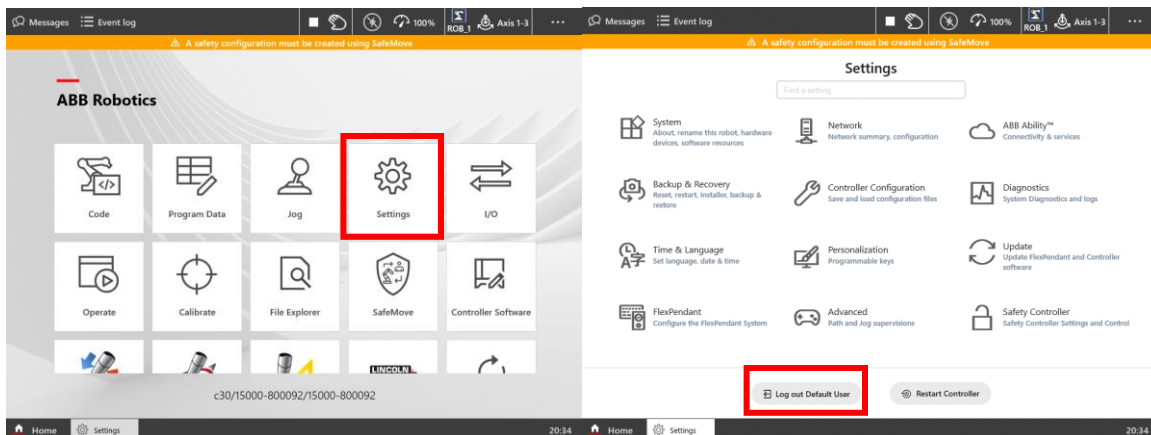 Messages Event log 100% ROB_1 Axis 1-3 ...
A safety configuration must be created using SafeMove
ABB Robotics
Code Program Data Jog Settings I/O
Operate Calibrate File Explorer SafeMove Controller Software
LINCOLN
c30/15000-800092/15000-800092
Home Settings 20:34
Messages Event log 100% ROB_1 Axis 1-3 ...
A safety configuration must be created using SafeMove
Settings
Find a setting
System
About, rename this robot, hardware
devices, software resources
Network
Network summary, configuration
ABB Ability™
Connectivity & services
Backup & Recovery
Reset, restart, installer, backup &
restore
Controller Configuration
Save and load configuration files
Diagnostics
System Diagnostics and logs
Time & Language
Set language, date & time
Personalization
Programmable keys
Update
Update FlexPendant and Controller
software
FlexPendant
Configure the FlexPendant System
Advanced
Path and Jog supervisions
Safety Controller
Safety Controller Settings and Control
Log out Default User Restart Controller
Home Settings 20:34